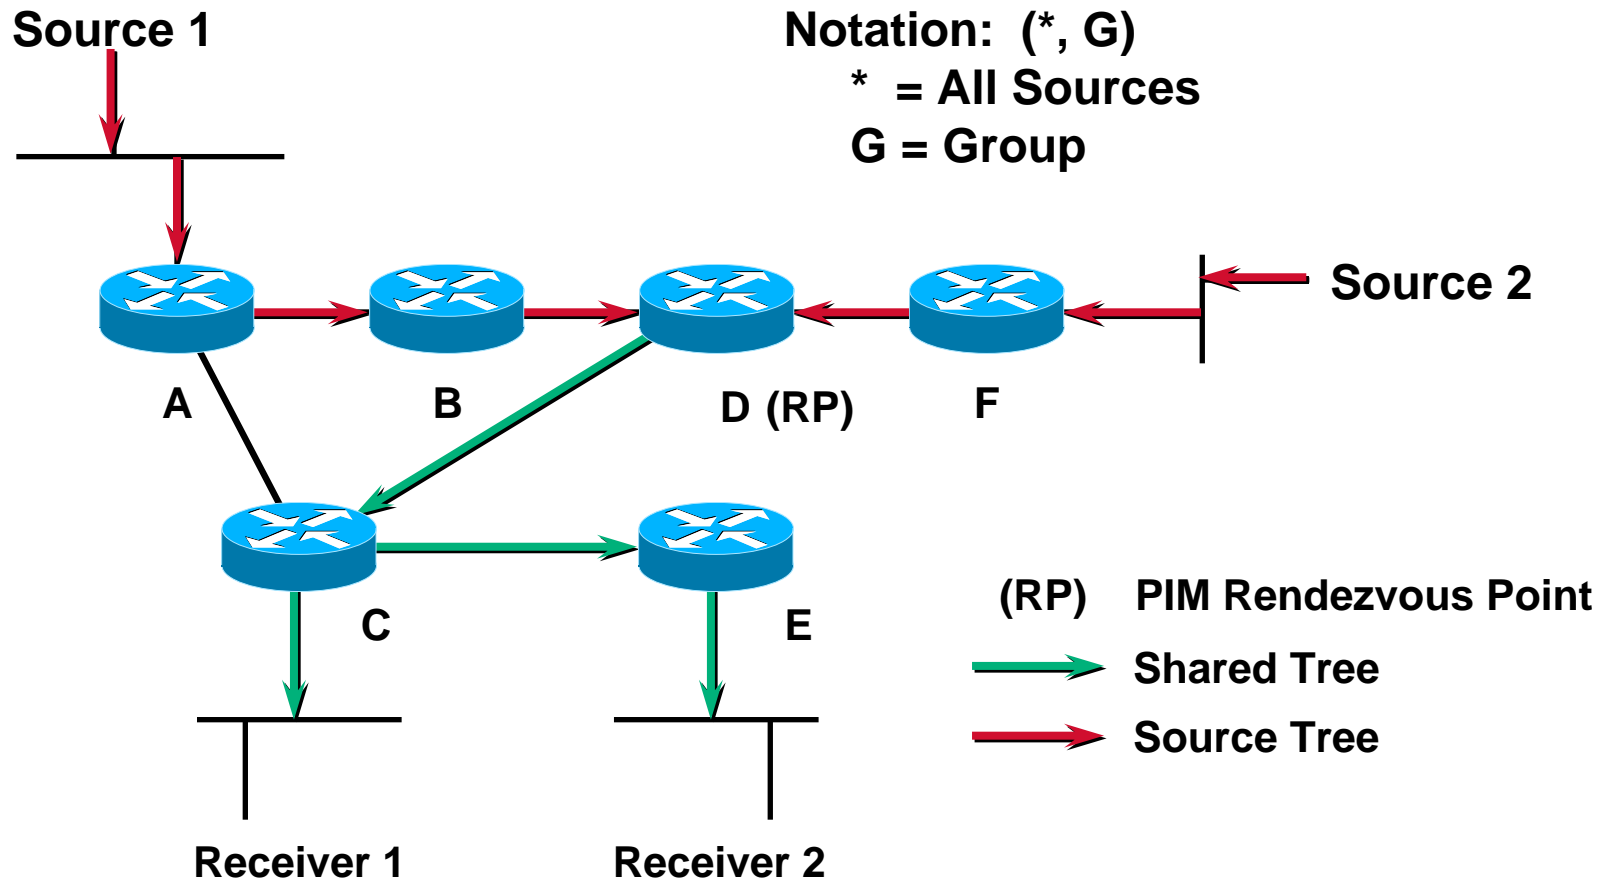 Source 1
Notation: (*, G)
* = All Sources
G = Group
Source 2
A
B
D (RP)
F
C
E
(RP) PIM Rendezvous Point
Shared Tree
Source Tree
Receiver 1
Receiver 2